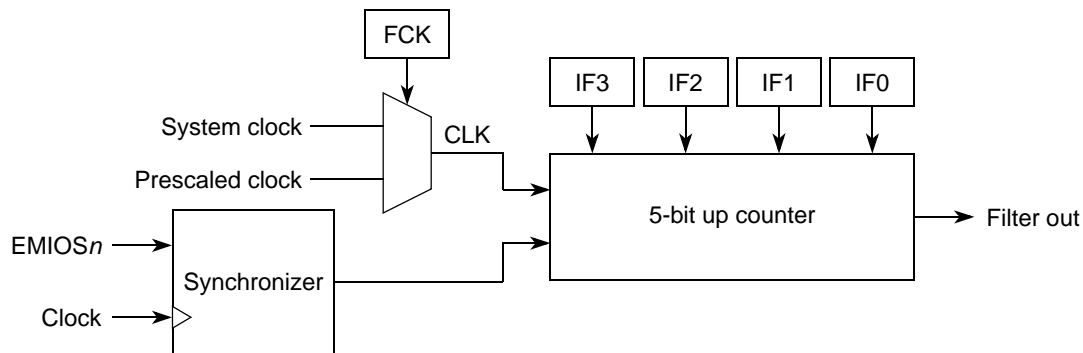 FCK
IF3 IF2 IF1 IF0
System clock
CLK
Prescaled clock
5-bit up counter
Filter out
EMIOSn
Synchronizer
Clock